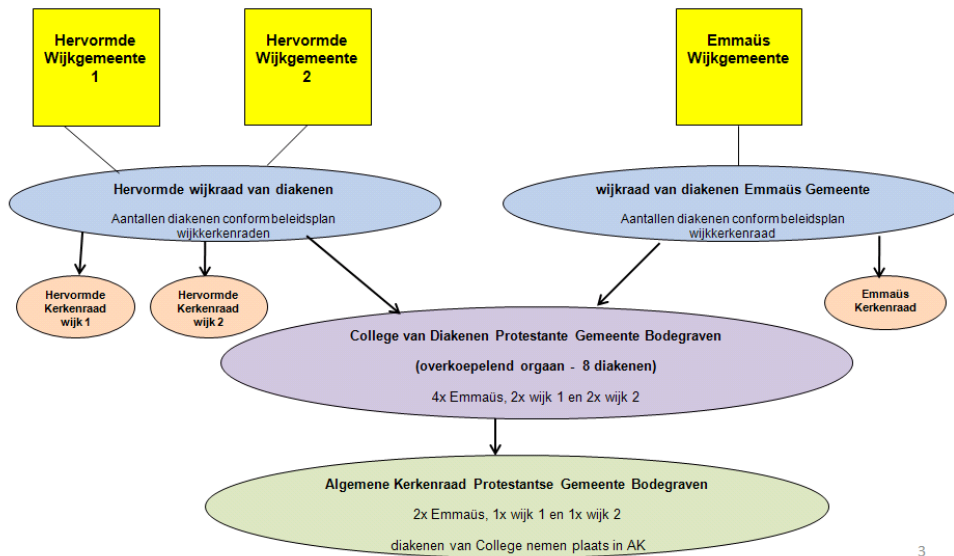 Hervormde
Wijkgemeente
1
Hervormde
Wijkgemeente
2
Emmaüs
Wijkgemeente
Hervormde wijkraad van diakenen
Aantallen diakenen conform beleidsplan
wijkkerkenraden
wijkraad van diakenen Emmaüs Gemeente
Aantallen diakenen conform beleidsplan
wijkkerkenraad
Hervormde
Kerkenraad
wijk 1
Hervormde
Kerkenraad
wijk 2
Emmaüs
Kerkenraad
College van Diakenen Protestante Gemeente Bodegraven
(overkoepelend orgaan - 8 diakenen)
4x Emmaüs, 2x wijk 1 en 2x wijk 2
Algemene Kerkenraad Protestantse Gemeente Bodegraven
2x Emmaüs, 1x wijk 1 en 1x wijk 2
diakenen van College nemen plaats in AK
3